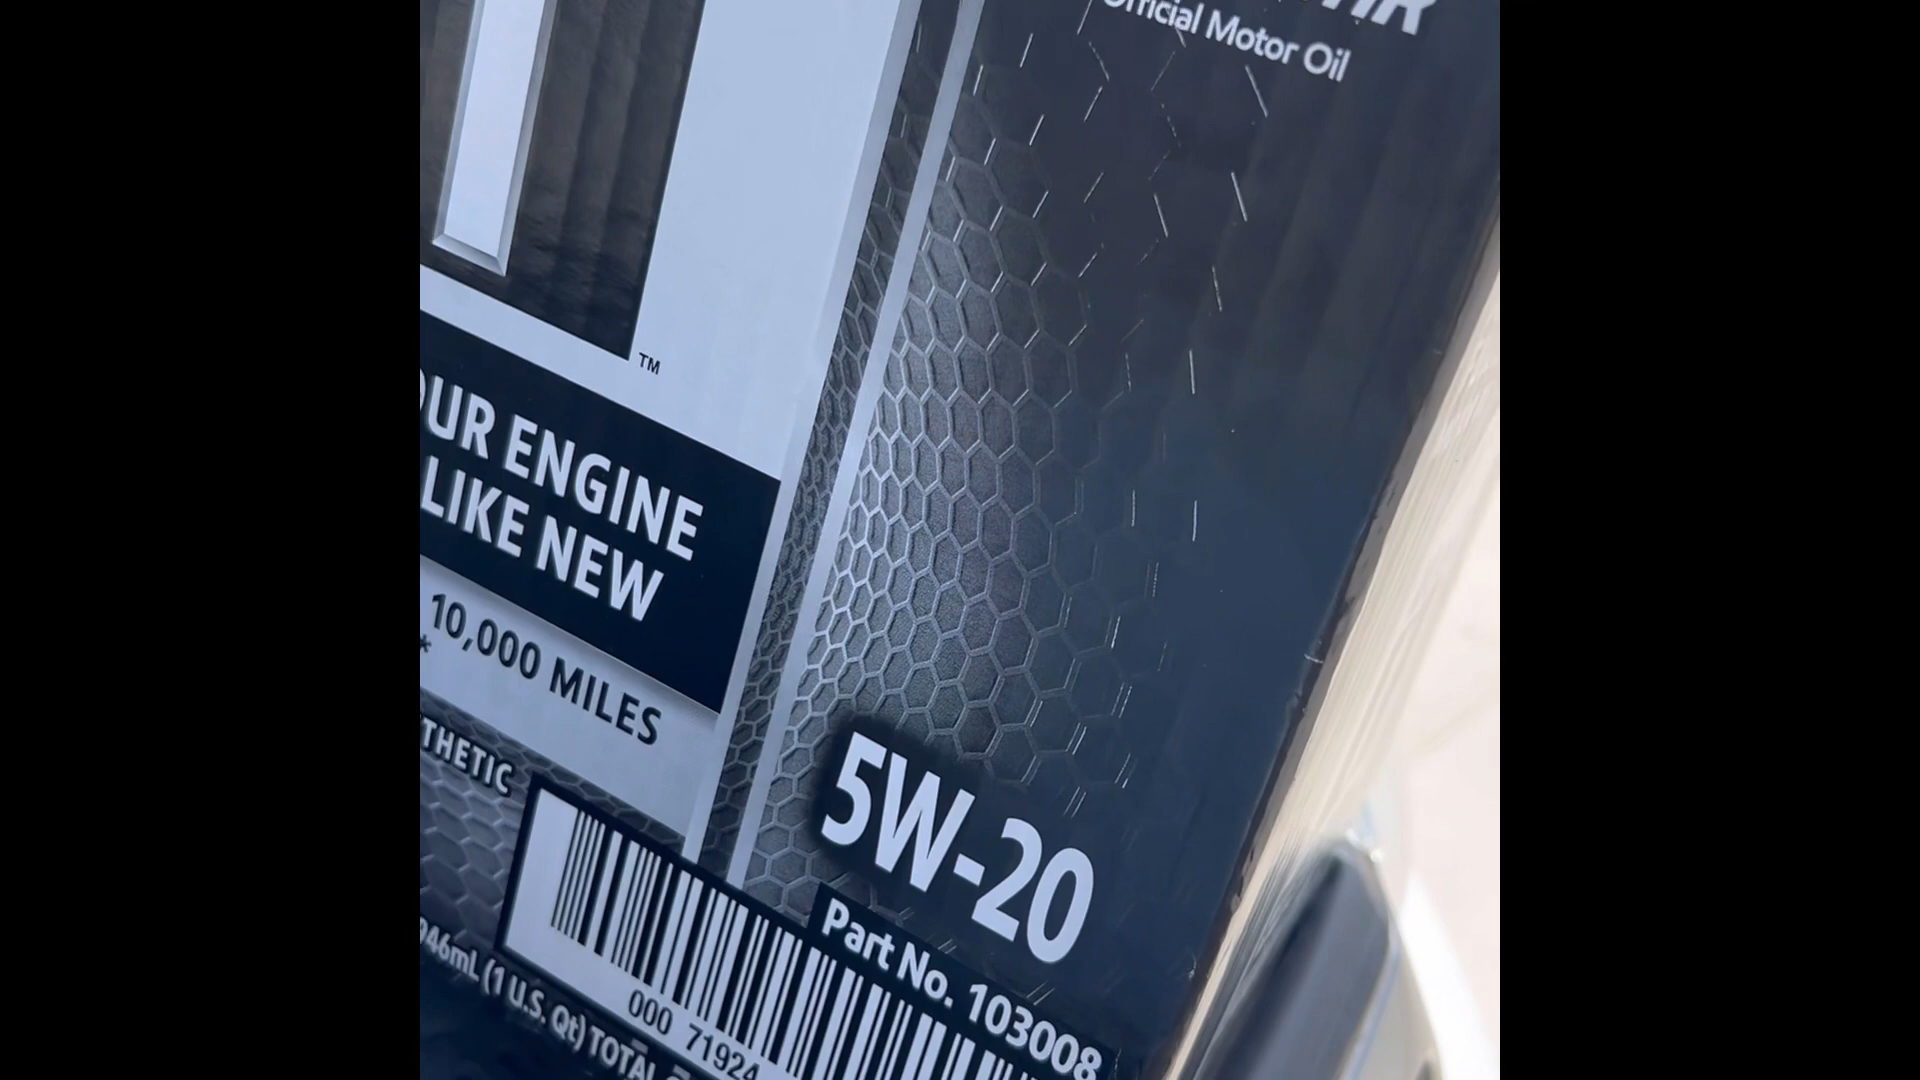 Official Motor Oil
TM
OUR ENGINE
LIKE NEW
10,000 MILES
*
THETIC
5W-20
Part No. 103008
000 71924
946mL (1 U.S. Qt) TOTAL